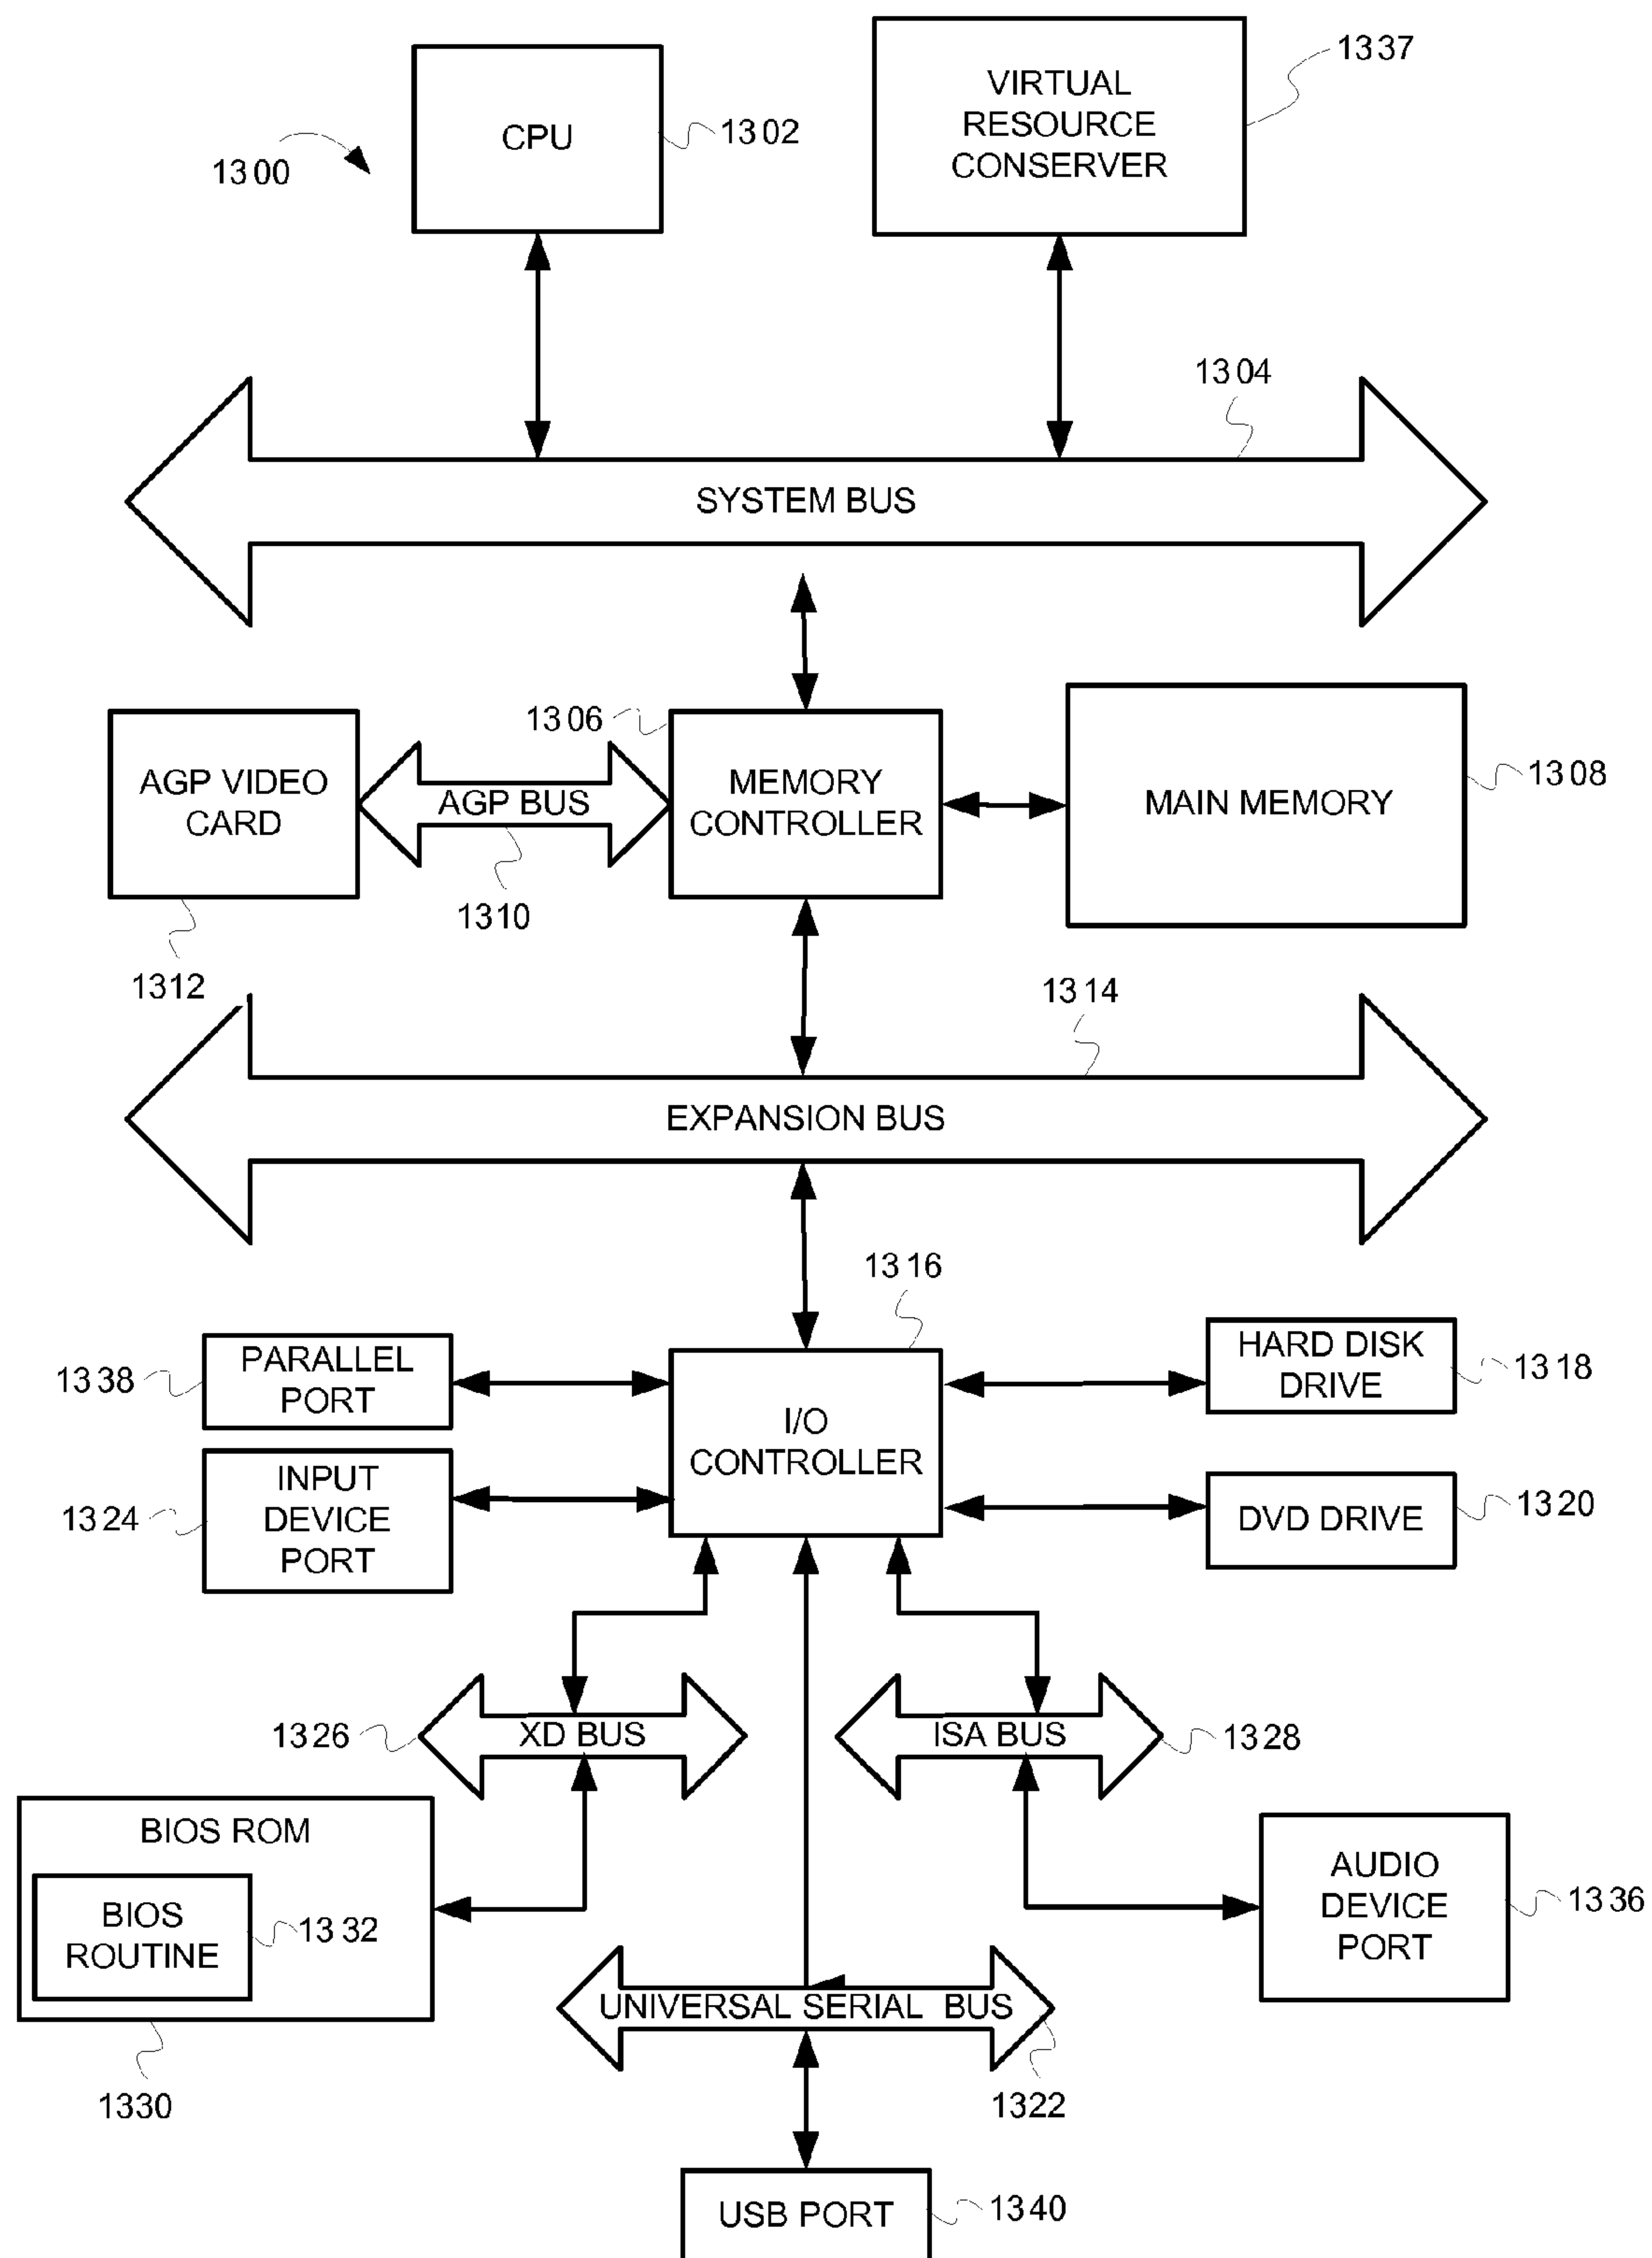 1300
CPU
1302
VIRTUAL
RESOURCE
CONSERVER
1337
1304
SYSTEM BUS
AGP VIDEO
CARD
1312
AGP BUS
1310
1306
MEMORY
CONTROLLER
MAIN MEMORY
1308
1314
EXPANSION BUS
1316
PARALLEL
PORT
1338
I/O
CONTROLLER
HARD DISK
DRIVE
1318
INPUT
DEVICE
PORT
1324
DVD DRIVE
1320
1326
XD BUS
ISA BUS
1328
BIOS ROM
BIOS
ROUTINE
1332
1330
AUDIO
DEVICE
PORT
1336
UNIVERSAL SERIAL BUS
1322
USB PORT
1340